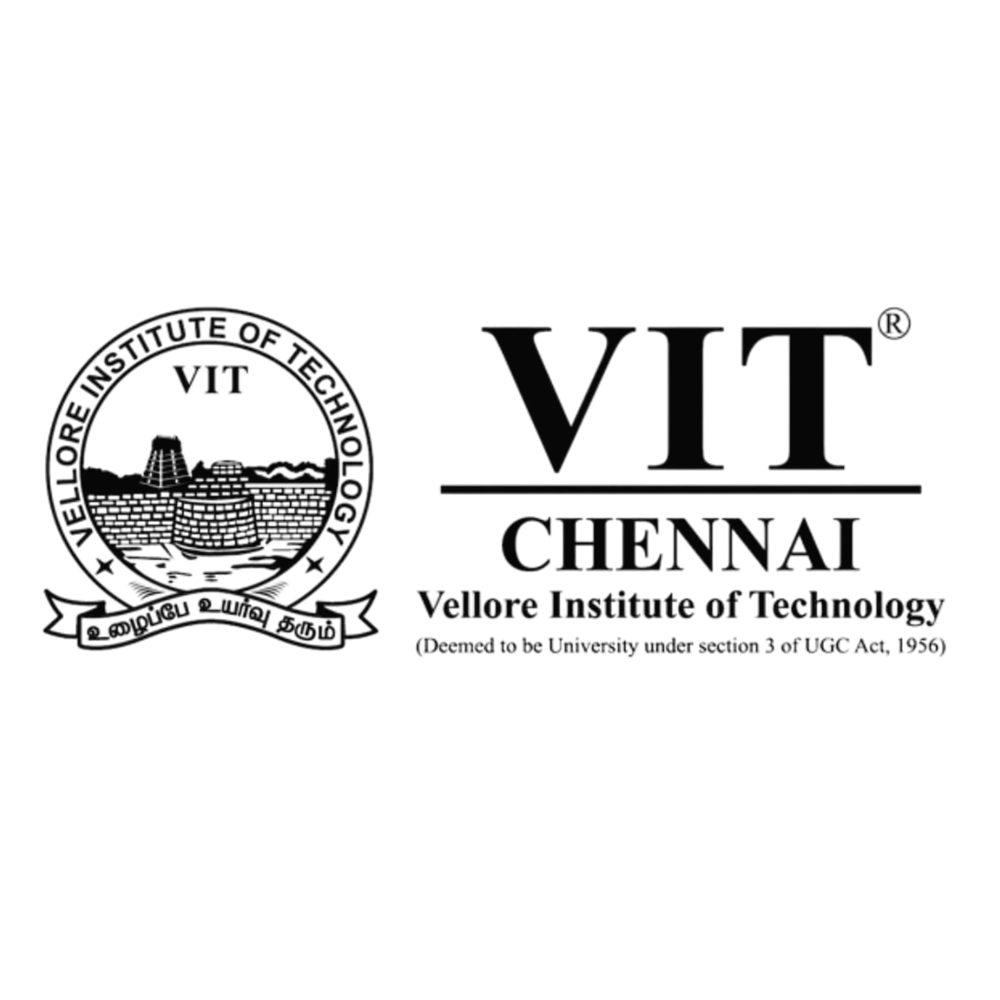 VELLORE INSTITUTE OF TECHNOLOGY
VIT
உழைப்பே உயர்வு தரும்
VIT®
CHENNAI
Vellore Institute of Technology
(Deemed to be University under section 3 of UGC Act, 1956)